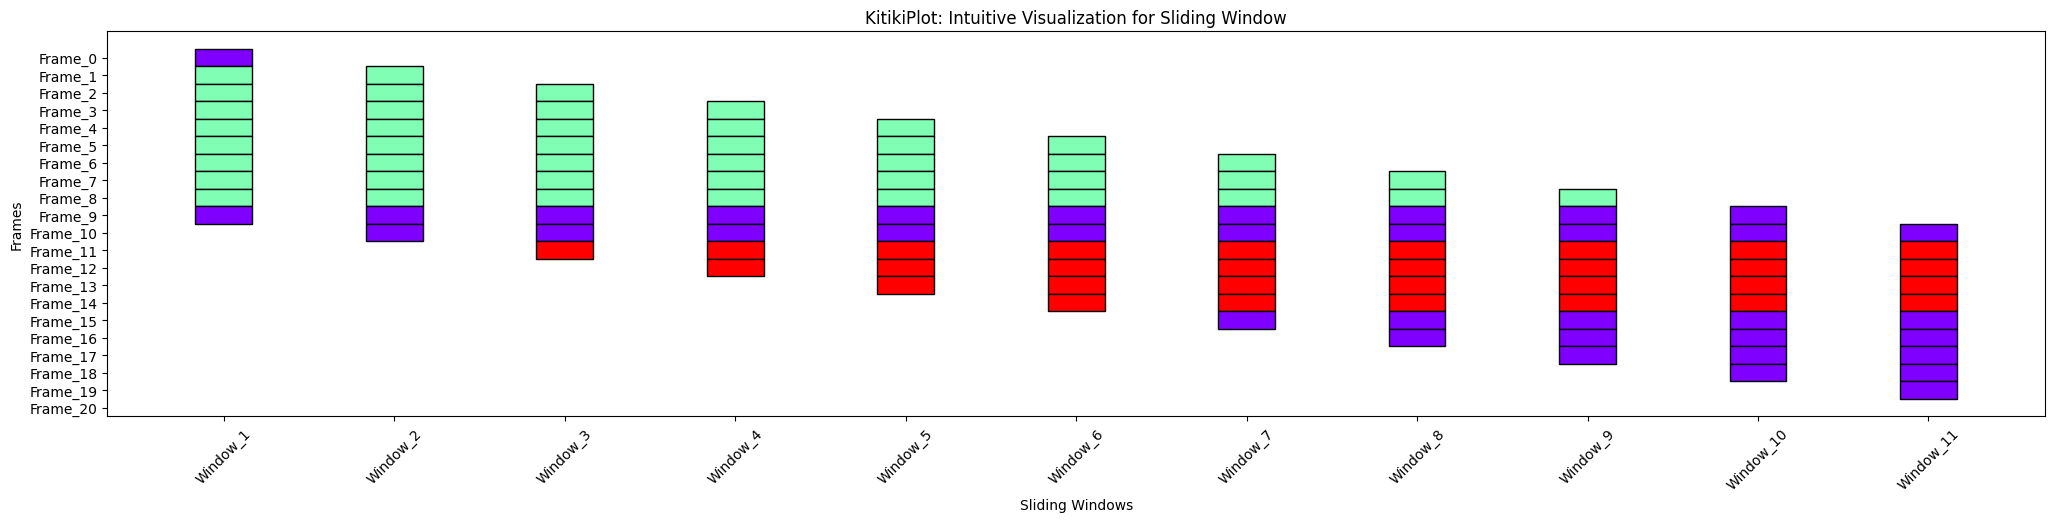 KitikiPlot: Intuitive Visualization for Sliding Window
Frames
Frame_0
Frame_1
Frame_2
Frame_3
Frame_4
Frame_5
Frame_6
Frame_7
Frame_8
Frame_9
Frame_10
Frame_11
Frame_12
Frame_13
Frame_14
Frame_15
Frame_16
Frame_17
Frame_18
Frame_19
Frame_20
Window_1
Window_2
Window_3
Window_4
Window_5
Window_6
Window_7
Window_8
Window_9
Window_10
Window_11
Sliding Windows